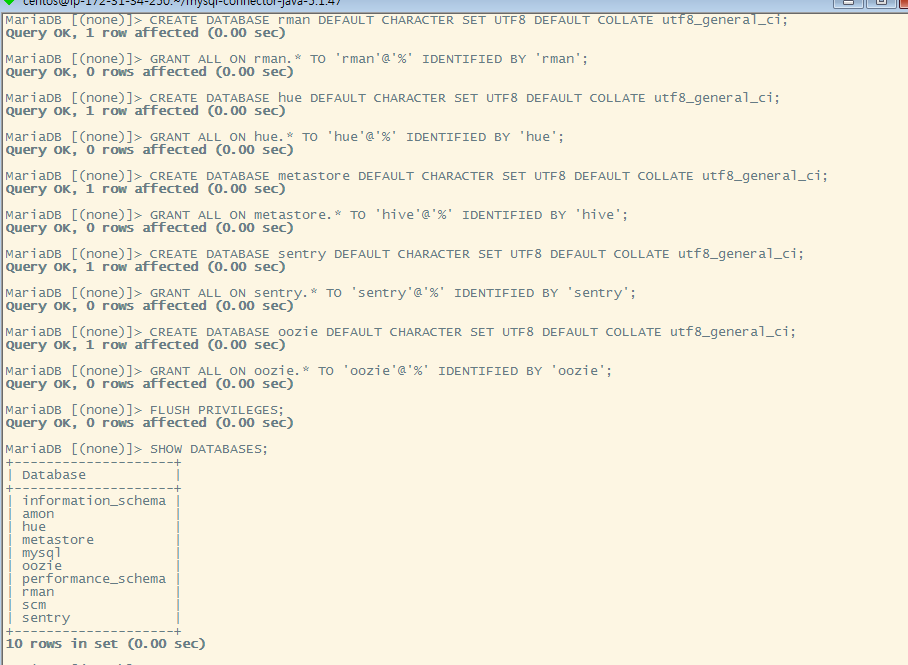 centos@ip-172-31-34-250:~/mysql-connector-java-5.1.47
MariaDB [(none)]> CREATE DATABASE rman DEFAULT CHARACTER SET UTF8 DEFAULT COLLATE utf8_general_ci;
Query OK, 1 row affected (0.00 sec)
MariaDB [(none)]> GRANT ALL ON rman.* TO 'rman'@'%' IDENTIFIED BY 'rman';
Query OK, 0 rows affected (0.00 sec)
MariaDB [(none)]> CREATE DATABASE hue DEFAULT CHARACTER SET UTF8 DEFAULT COLLATE utf8_general_ci;
Query OK, 1 row affected (0.00 sec)
MariaDB [(none)]> GRANT ALL ON hue.* TO 'hue'@'%' IDENTIFIED BY 'hue';
Query OK, 0 rows affected (0.00 sec)
MariaDB [(none)]> CREATE DATABASE metastore DEFAULT CHARACTER SET UTF8 DEFAULT COLLATE utf8_general_ci;
Query OK, 1 row affected (0.00 sec)
MariaDB [(none)]> GRANT ALL ON metastore.* TO 'hive'@'%' IDENTIFIED BY 'hive';
Query OK, 0 rows affected (0.00 sec)
MariaDB [(none)]> CREATE DATABASE sentry DEFAULT CHARACTER SET UTF8 DEFAULT COLLATE utf8_general_ci;
Query OK, 1 row affected (0.00 sec)
MariaDB [(none)]> GRANT ALL ON sentry.* TO 'sentry'@'%' IDENTIFIED BY 'sentry';
Query OK, 0 rows affected (0.00 sec)
MariaDB [(none)]> CREATE DATABASE oozie DEFAULT CHARACTER SET UTF8 DEFAULT COLLATE utf8_general_ci;
Query OK, 1 row affected (0.00 sec)
MariaDB [(none)]> GRANT ALL ON oozie.* TO 'oozie'@'%' IDENTIFIED BY 'oozie';
Query OK, 0 rows affected (0.00 sec)
MariaDB [(none)]> FLUSH PRIVILEGES;
Query OK, 0 rows affected (0.00 sec)
MariaDB [(none)]> SHOW DATABASES;
+--------------------+
| Database           |
+--------------------+
| information_schema |
| amon               |
| hue                |
| metastore          |
| mysql              |
| oozie              |
| performance_schema |
| rman               |
| scm                |
| sentry             |
+--------------------+
10 rows in set (0.00 sec)